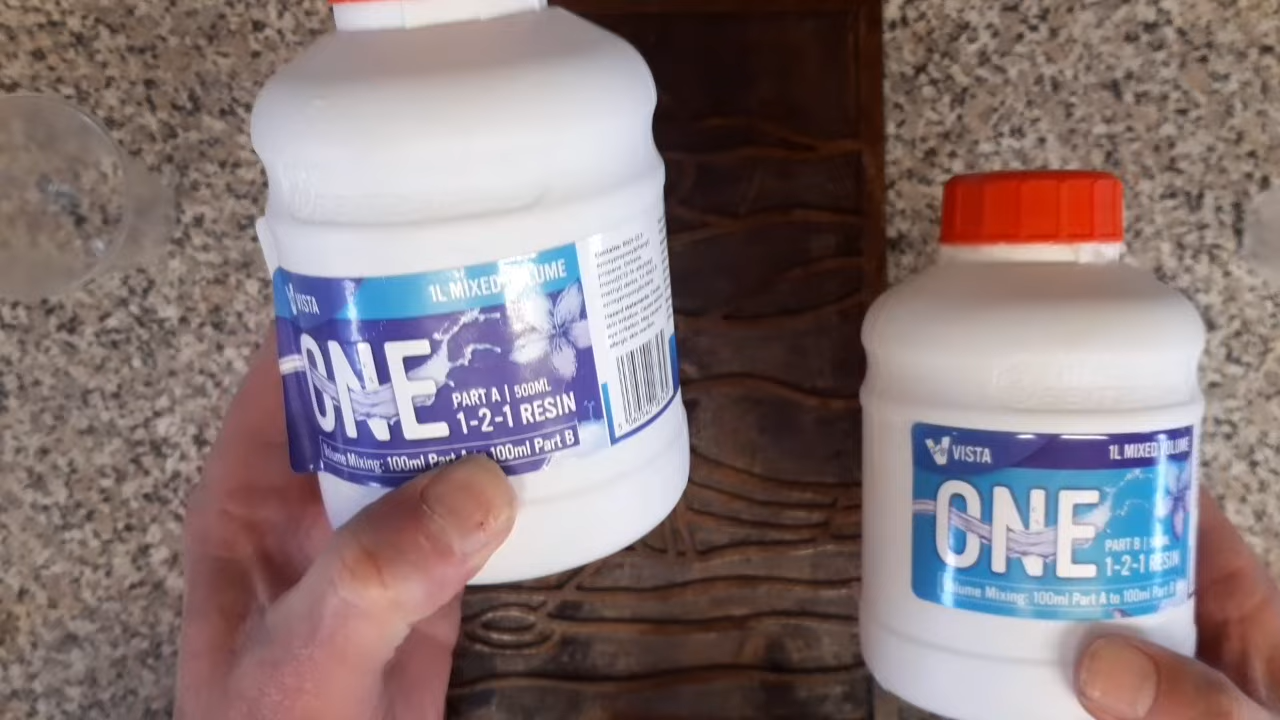 VISTA
1L MIXED VOLUME
ONE
PART A | 500ML
1-2-1 RESIN
Volume Mixing: 100ml Part A to 100ml Part B
VISTA
1L MIXED VOLUME
ONE
PART B |
1-2-1 RESIN
Volume Mixing: 100ml Part A to 100ml Part B